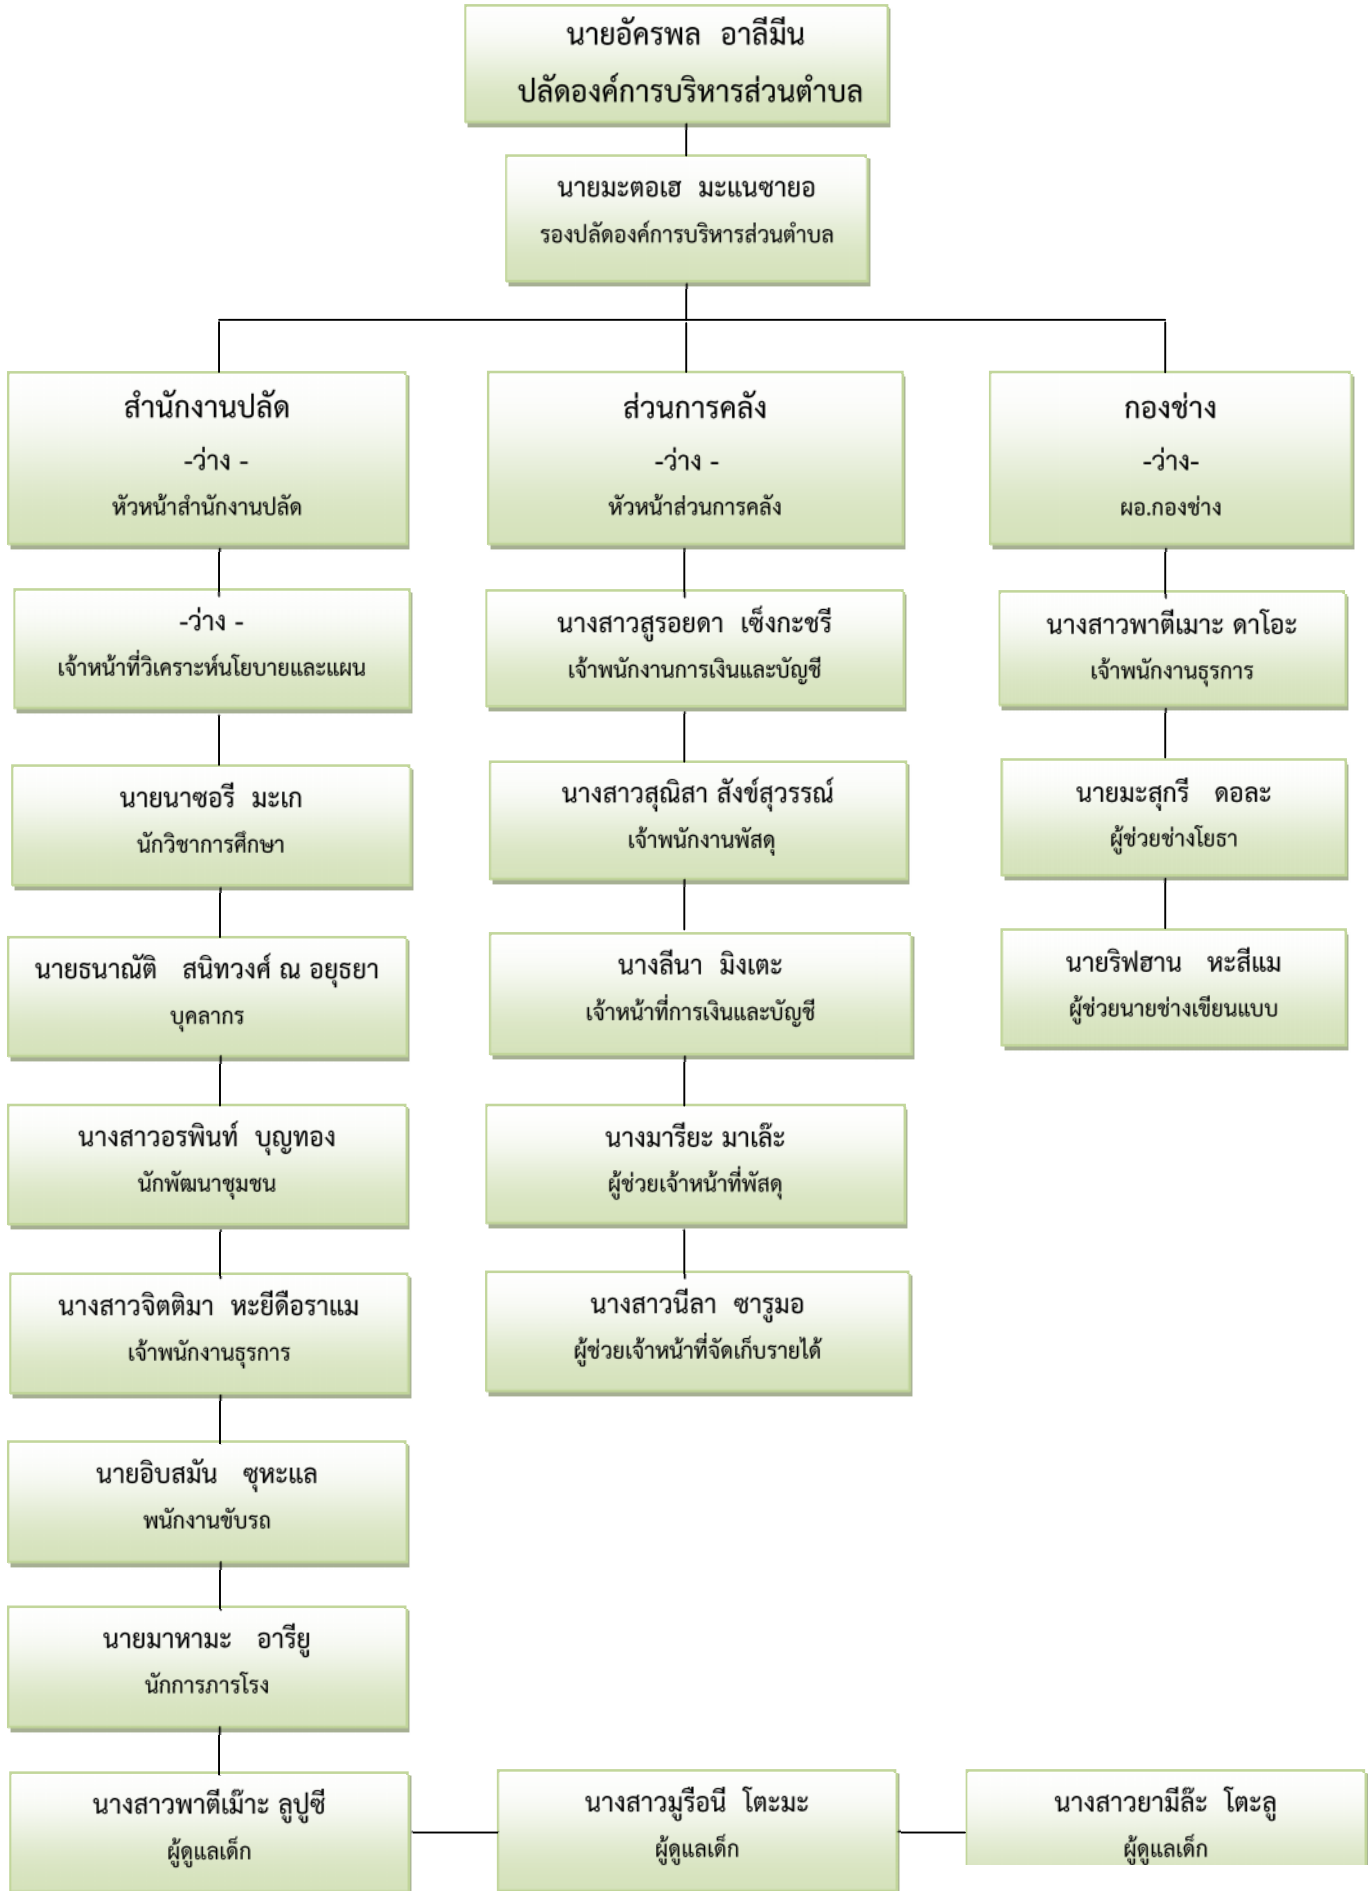 นายอัครพล อาลีมีน
ปลัดองค์การบริหารส่วนตำบล
นายมะตอเฮ มะแนซายอ
รองปลัดองค์การบริหารส่วนตำบล
สำนักงานปลัด
-ว่าง -
หัวหน้าสำนักงานปลัด
-ว่าง -
เจ้าหน้าที่วิเคราะห์นโยบายและแผน
นายนาซอรี มะเก
นักวิชาการศึกษา
นายธนาณัติ สนิทวงศ์ ณ อยุธยา
บุคลากร
นางสาวอรพินท์ บุญทอง
นักพัฒนาชุมชน
นางสาวจิตติมา หะยีดือราแม
เจ้าพนักงานธุรการ
นายอิบสมัน ซุหะแล
พนักงานขับรถ
นายมาหามะ อารียู
นักการภารโรง
นางสาวพาตีเม๊าะ ลูปูซี
ผู้ดูแลเด็ก
นางสาวมูรือนี โตะมะ
ผู้ดูแลเด็ก
นางสาวยามีล๊ะ โตะลู
ผู้ดูแลเด็ก
ส่วนการคลัง
-ว่าง -
หัวหน้าส่วนการคลัง
นางสาวสูรอยดา เซ็งกะชรี
เจ้าพนักงานการเงินและบัญชี
นางสาวสุณิสา สังข์สุวรรณ์
เจ้าพนักงานพัสดุ
นางลีนา มิงเตะ
เจ้าหน้าที่การเงินและบัญชี
นางมารียะ มาเล๊ะ
ผู้ช่วยเจ้าหน้าที่พัสดุ
นางสาวนีลา ซารูมอ
ผู้ช่วยเจ้าหน้าที่จัดเก็บรายได้
กองช่าง
-ว่าง-
ผอ.กองช่าง
นางสาวพาตีเมาะ ดาโอะ
เจ้าพนักงานธุรการ
นายมะสุกรี ดอละ
ผู้ช่วยช่างโยธา
นายริฟฮาน หะสีแม
ผู้ช่วยนายช่างเขียนแบบ